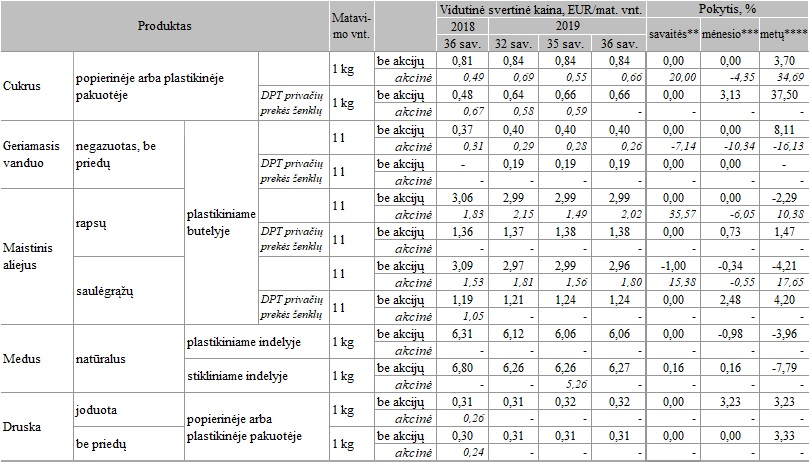 Produktas Matavi- Vidutinė svertinė kaina, EUR/mat. vnt. Pokytis, %
mo vnt. 2018 2019 savaitės** mėnesio*** metų****
36 sav. 32 sav. 35 sav. 36 sav.
Cukrus popierinėje arba plastikinėje pakuotėje 1 kg be akcijų 0,81 0,84 0,84 0,84 0,00 0,00 3,70
akcinė 0,49 0,69 0,55 0,66 20,00 -4,35 34,69
DPT privačių prekės ženklų 1 kg be akcijų 0,48 0,64 0,66 0,66 0,00 3,13 37,50
akcinė 0,67 0,58 0,59 - - - -
Geriamasis vanduo negazuotas, be priedų plastikiniame butelyje 1 l be akcijų 0,37 0,40 0,40 0,40 0,00 0,00 8,11
akcinė 0,31 0,29 0,28 0,26 -7,14 -10,34 -16,13
DPT privačių prekės ženklų 1 l be akcijų - 0,19 0,19 0,19 0,00 0,00 -
akcinė - - - - - - -
Maistinis aliejus rapsų 1 l be akcijų 3,06 2,99 2,99 2,99 0,00 0,00 -2,29
akcinė 1,83 2,15 1,49 2,02 35,57 -6,05 10,38
DPT privačių prekės ženklų 1 l be akcijų 1,36 1,37 1,38 1,38 0,00 0,73 1,47
akcinė - - - - - - -
saulėgrąžų 1 l be akcijų 3,09 2,97 2,99 2,96 -1,00 -0,34 -4,21
akcinė 1,53 1,81 1,56 1,80 15,38 -0,55 17,65
DPT privačių prekės ženklų 1 l be akcijų 1,19 1,21 1,24 1,24 0,00 2,48 4,20
akcinė 1,05 - - - - - -
Medus natūralus plastikiniame indelyje 1 kg be akcijų 6,31 6,12 6,06 6,06 0,00 -0,98 -3,96
akcinė - - - - - - -
stikliniame indelyje 1 kg be akcijų 6,80 6,26 6,26 6,27 0,16 0,16 -7,79
akcinė - - 5,26 - - - -
Druska joduota popierinėje arba plastikinėje pakuotėje 1 kg be akcijų 0,31 0,31 0,32 0,32 0,00 3,23 3,23
akcinė 0,26 - - - - - -
be priedų 1 kg be akcijų 0,30 0,31 0,31 0,31 0,00 0,00 3,33
akcinė 0,24 - - - - - -